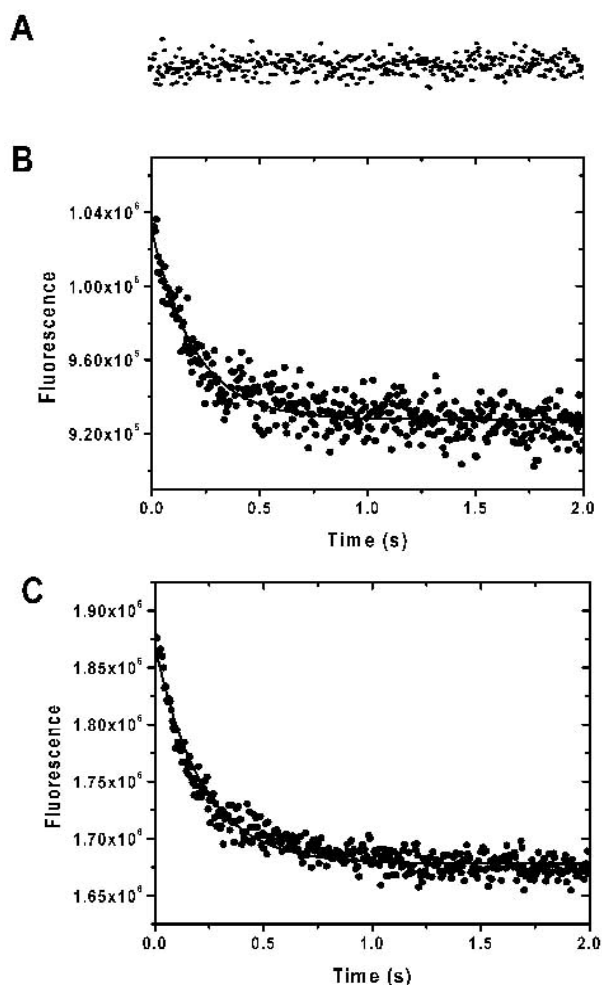 A
B
1.04x10⁶
1.00x10⁶
9.60x10⁵
9.20x10⁵
Fluorescence
0.0 0.5 1.0 1.5 2.0
Time (s)
C
1.90x10⁶
1.85x10⁶
1.80x10⁶
1.75x10⁶
1.70x10⁶
1.65x10⁶
Fluorescence
0.0 0.5 1.0 1.5 2.0
Time (s)